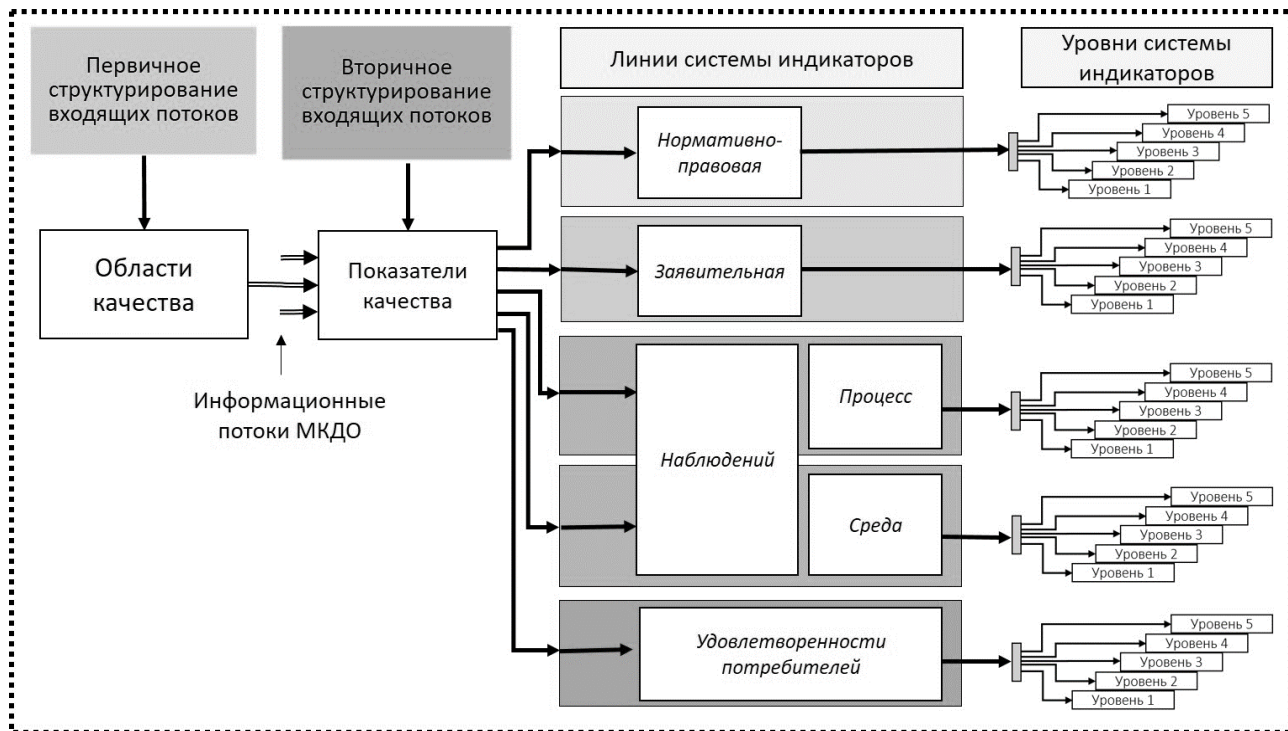 Первичное
структурирование
входящих потоков
Вторичное
структурирование
входящих потоков
Линии системы индикаторов
Уровни системы
индикаторов
Области
качества
Показатели
качества
Информационные
потоки МКДО
Нормативно-
правовая
Уровень 5
Уровень 4
Уровень 3
Уровень 2
Уровень 1
Заявительная
Уровень 5
Уровень 4
Уровень 3
Уровень 2
Уровень 1
Наблюдений
Процесс
Уровень 5
Уровень 4
Уровень 3
Уровень 2
Уровень 1
Среда
Уровень 5
Уровень 4
Уровень 3
Уровень 2
Уровень 1
Удовлетворенности
потребителей
Уровень 5
Уровень 4
Уровень 3
Уровень 2
Уровень 1